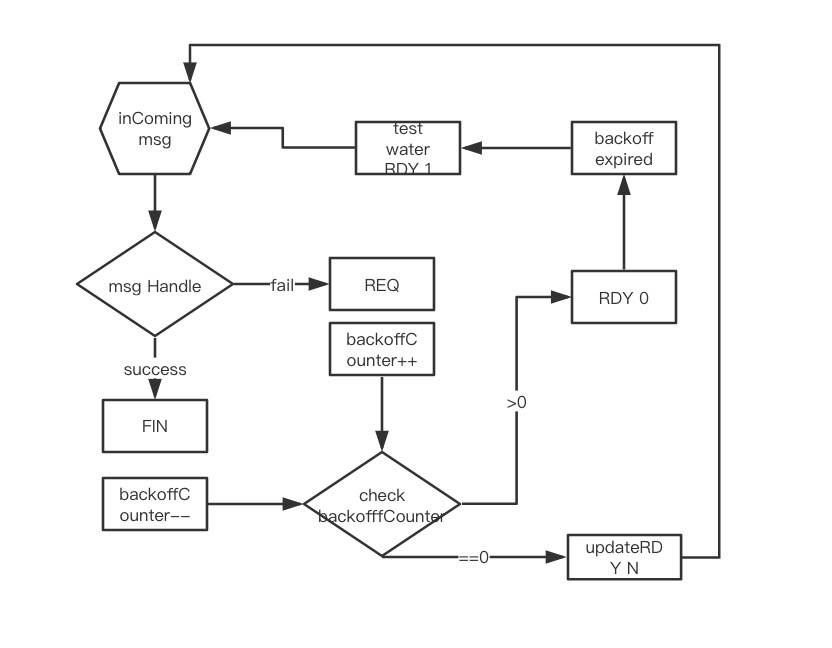 inComing
msg
test
water
RDY 1
backoff
expired
msg Handle
fail
REQ
RDY 0
backoffC
ounter++
success
>0
FIN
backoffC
ounter−−
check
backofffCounter
==0
updateRD
Y N